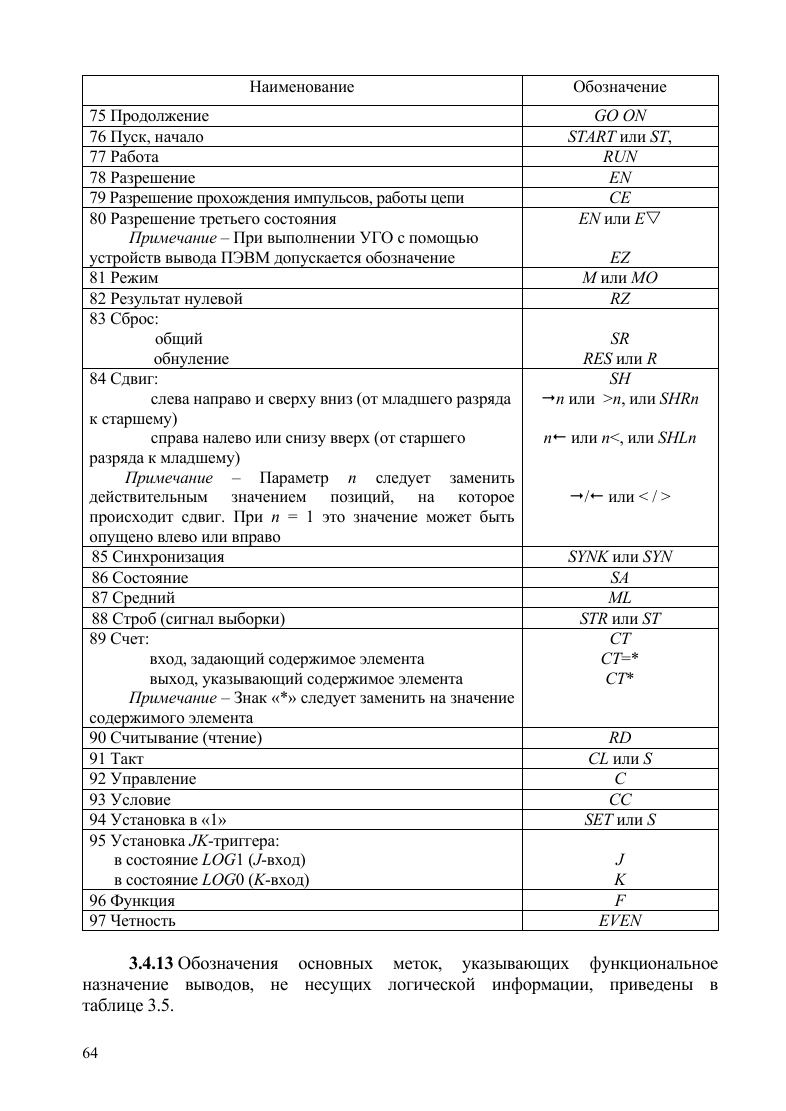 Наименование Обозначение
75 Продолжение GO ON
76 Пуск, начало START или ST,
77 Работа RUN
78 Разрешение EN
79 Разрешение прохождения импульсов, работы цепи CE
80 Разрешение третьего состояния EN или E▽
Примечание – При выполнении УГО с помощью
устройств вывода ПЭВМ допускается обозначение EZ
81 Режим M или MO
82 Результат нулевой RZ
83 Сброс:
общий SR
обнуление RES или R
84 Сдвиг: SH
слева направо и сверху вниз (от младшего разряда →n или >n, или SHRn
к старшему)
справа налево или снизу вверх (от старшего n← или n<, или SHLn
разряда к младшему)
Примечание – Параметр n следует заменить
действительным значением позиций, на которое →/← или < / >
происходит сдвиг. При n = 1 это значение может быть
опущено влево или вправо
85 Синхронизация SYNK или SYN
86 Состояние SA
87 Средний ML
88 Строб (сигнал выборки) STR или ST
89 Счет: CT
вход, задающий содержимое элемента CT=*
выход, указывающий содержимое элемента CT*
Примечание – Знак «*» следует заменить на значение
содержимого элемента
90 Считывание (чтение) RD
91 Такт CL или S
92 Управление C
93 Условие CC
94 Установка в «1» SET или S
95 Установка JK-триггера:
в состояние LOG1 (J-вход) J
в состояние LOG0 (K-вход) K
96 Функция F
97 Четность EVEN
3.4.13 Обозначения основных меток, указывающих функциональное
назначение выводов, не несущих логической информации, приведены в
таблице 3.5.
64